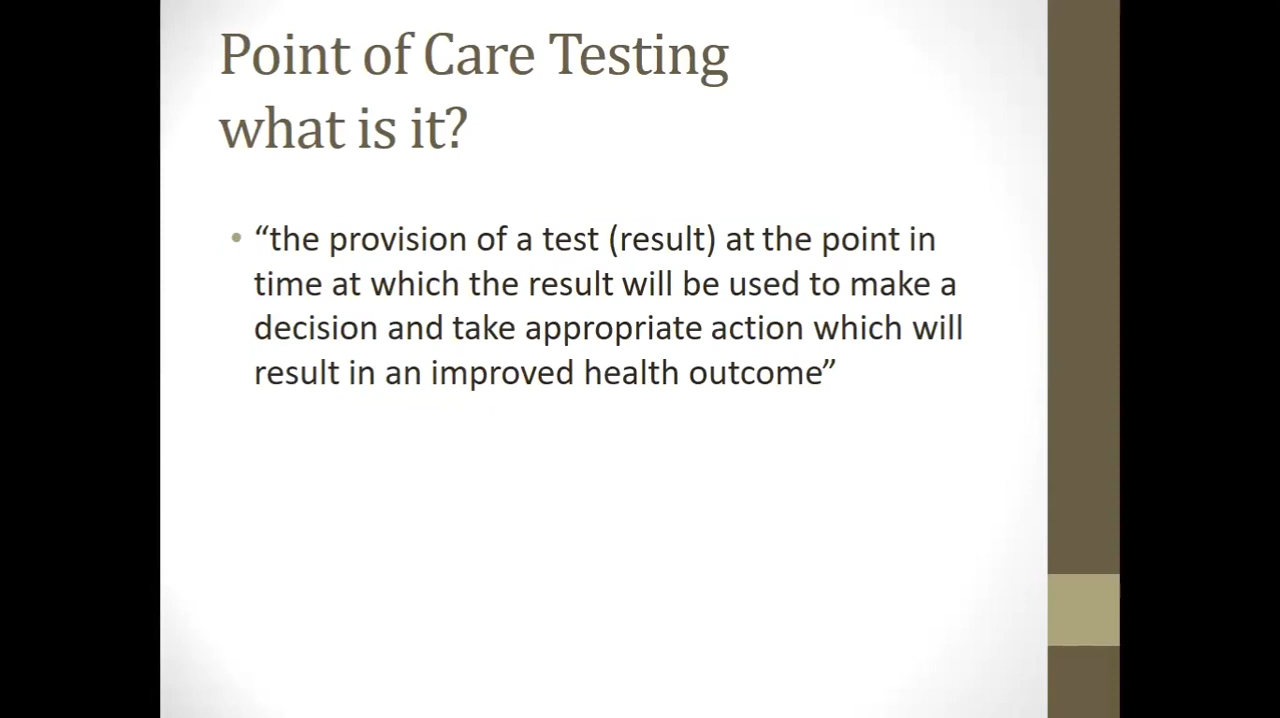 Point of Care Testing
what is it?
• “the provision of a test (result) at the point in
time at which the result will be used to make a
decision and take appropriate action which will
result in an improved health outcome”